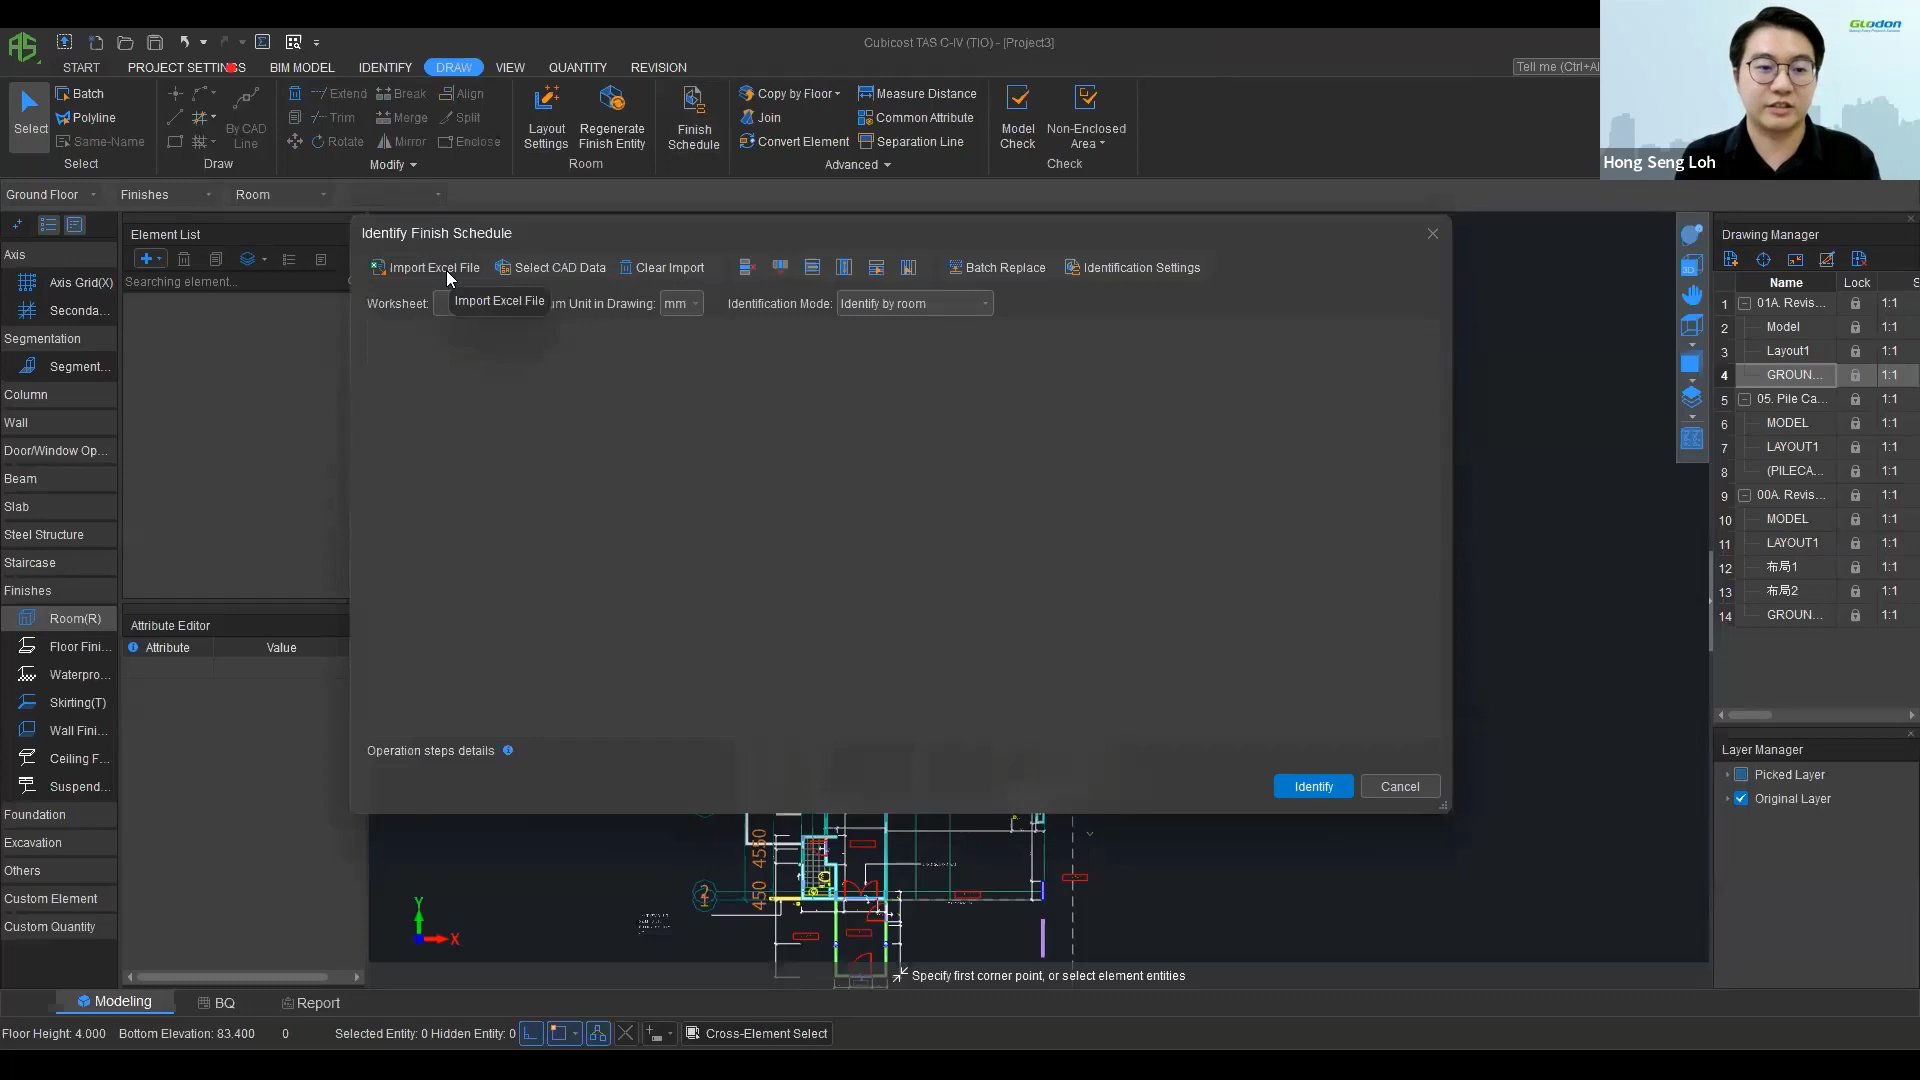 Cubicost TAS C-IV (TIO) - [Project3]
Glodon
START PROJECT SETTINGS BIM MODEL IDENTIFY DRAW VIEW QUANTITY REVISION
Tell me (Ctrl+Al
Select
Batch
Polyline
Same-Name
Select
By CAD Line
Draw
Extend Break Align
Trim Merge Split
Rotate Mirror Enclose
Modify
Layout Settings
Regenerate Finish Entity
Room
Finish Schedule
Copy by Floor Measure Distance
Join Common Attribute
Convert Element Separation Line
Advanced
Model Check
Non-Enclosed Area
Check
Hong Seng Loh
Ground Floor Finishes Room
Element List
Searching element...
Axis
Axis Grid(X)
Seconda...
Segmentation
Segment...
Column
Wall
Door/Window Op...
Beam
Slab
Steel Structure
Staircase
Finishes
Room(R)
Floor Fini...
Waterpro...
Skirting(T)
Wall Fini...
Ceiling F...
Suspend...
Foundation
Excavation
Others
Custom Element
Custom Quantity
Attribute Editor
Attribute Value
Identify Finish Schedule
Import Excel File Select CAD Data Clear Import Batch Replace Identification Settings
Worksheet: um Unit in Drawing: mm Identification Mode: Identify by room
Import Excel File
Operation steps details
Identify Cancel
4550
450
2
1
Y
X
Specify first corner point, or select element entities
Drawing Manager
Name Lock S
1 01A. Revis... 1:1
2 Model 1:1
3 Layout1 1:1
4 GROUN... 1:1
5 05. Pile Ca... 1:1
6 MODEL 1:1
7 LAYOUT1 1:1
8 (PILECA... 1:1
9 00A. Revis... 1:1
10 MODEL 1:1
11 LAYOUT1 1:1
12 布局1 1:1
13 布局2 1:1
14 GROUN... 1:1
Layer Manager
Picked Layer
Original Layer
Modeling BQ Report
Floor Height: 4.000 Bottom Elevation: 83.400 0 Selected Entity: 0 Hidden Entity: 0 Cross-Element Select